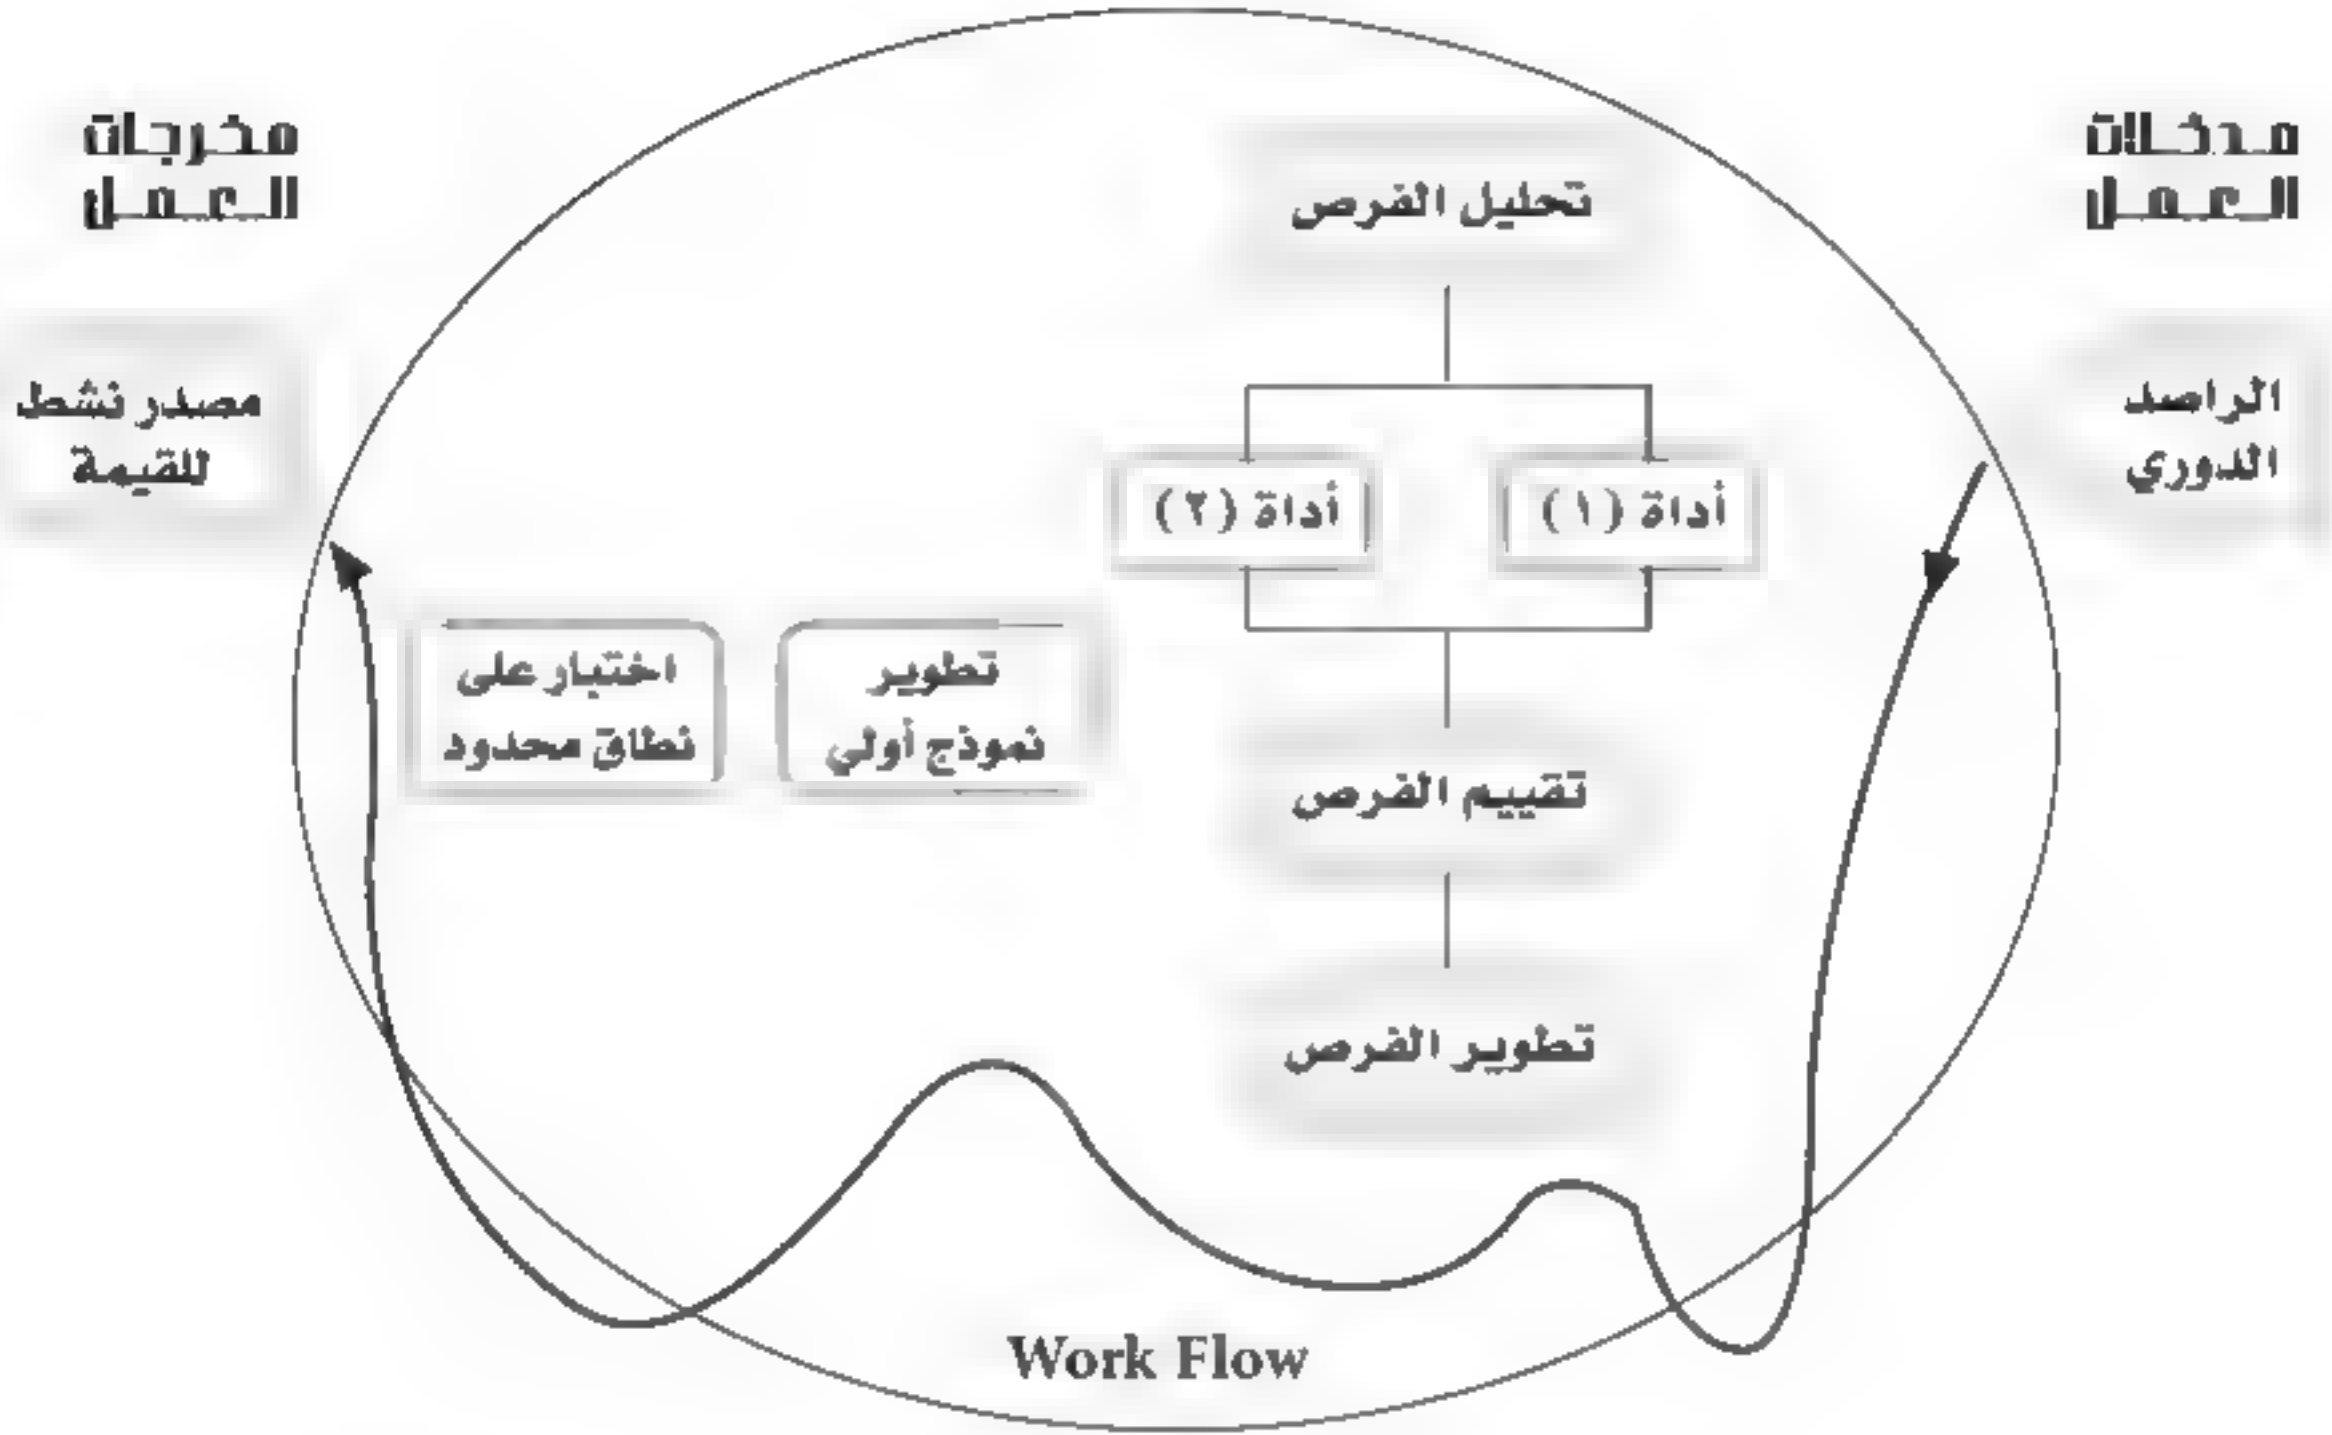 مدخلات
العمل
الراصد
الدوري
تحليل الفرص
أداة (١)
أداة (٢)
تقييم الفرص
تطوير الفرص
تطوير
نموذج أولي
اختبار على
نطاق محدود
مخرجات
العمل
مصدر نشط
للقيمة
Work Flow